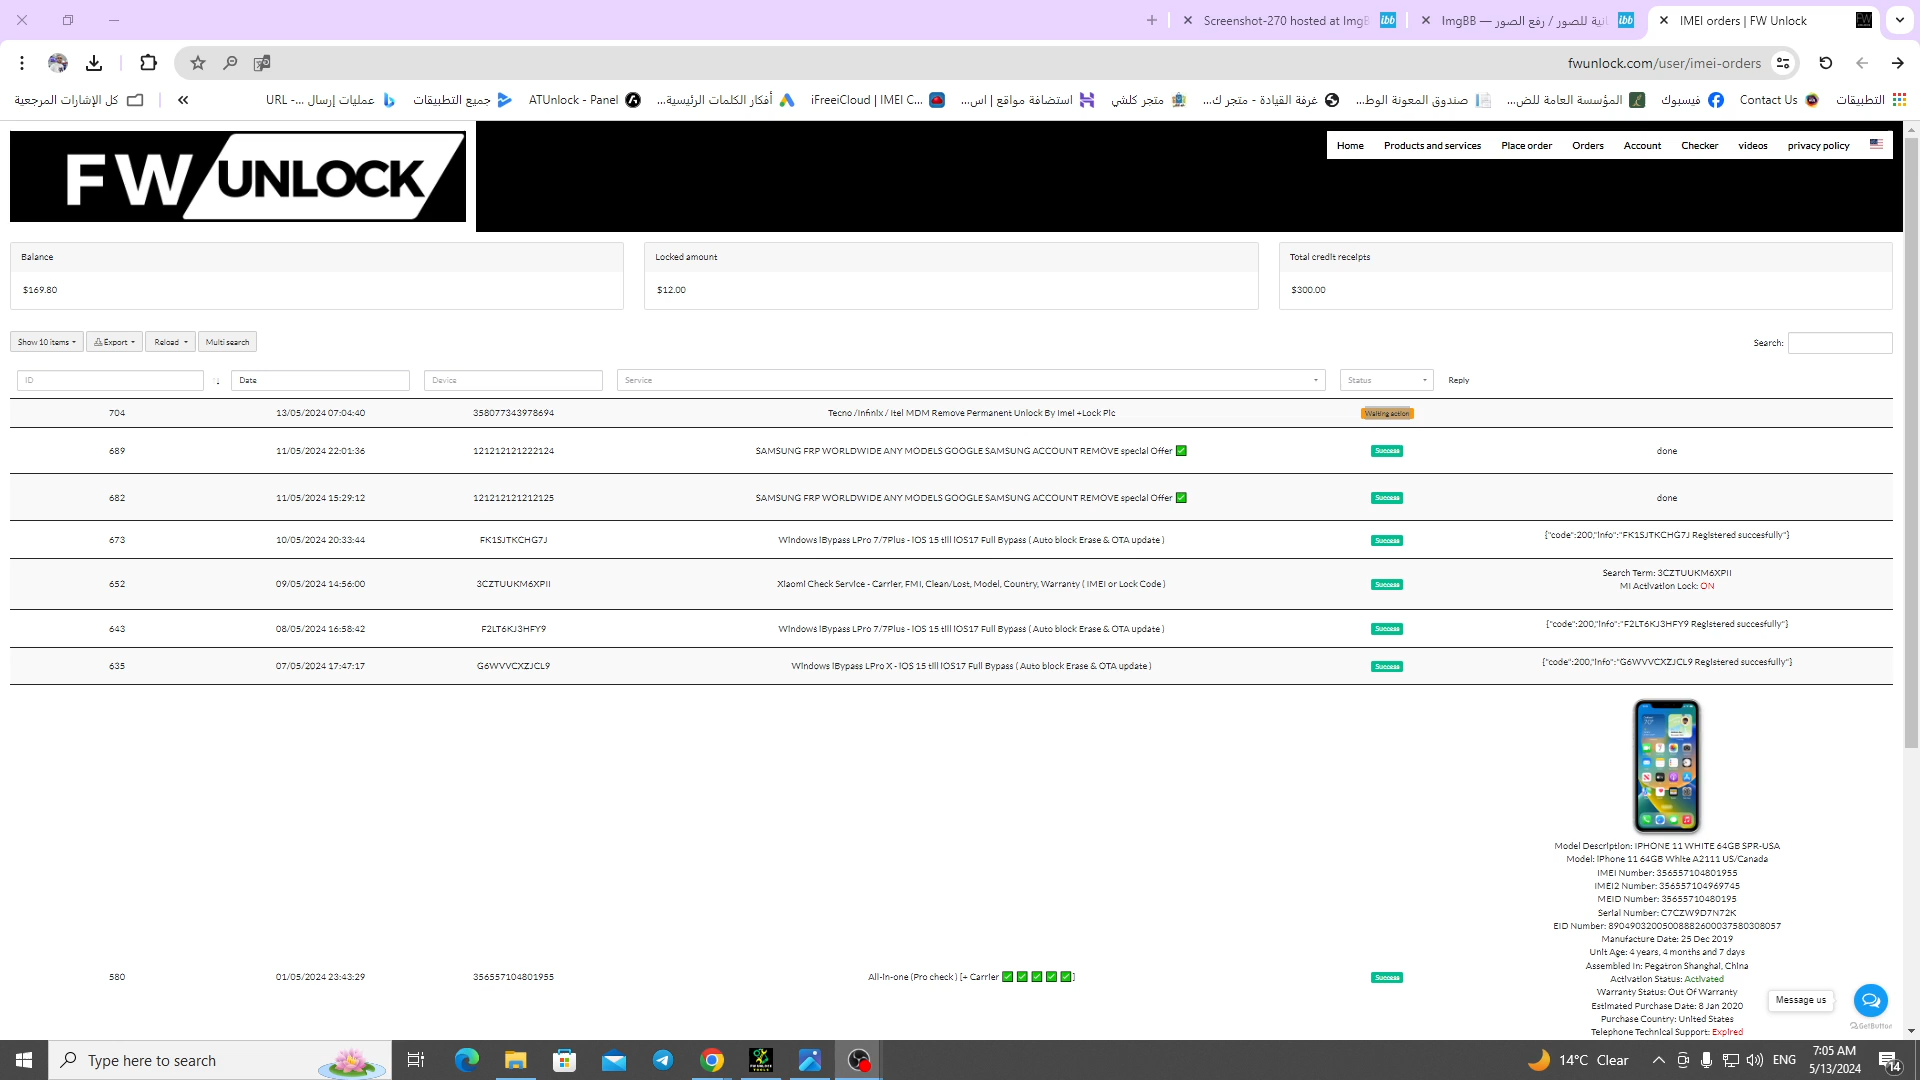 Screenshot-270 hosted at ImgB
ImgBB — انية للصور / رفع الصور
IMEI orders | FW Unlock
fwunlock.com/user/imei-orders
كل الإشارات المرجعية
عمليات إرسال URL -...
جميع التطبيقات
ATUnlock - Panel
أفكار الكلمات الرئيسية...
iFreeiCloud | IMEI C...
استضافة مواقع | اس...
متجر كلشي
غرفة القيادة - متجر ك...
صندوق المعونة الوط...
المؤسسة العامة للض...
فيسبوك
Contact Us
التطبيقات
FW UNLOCK
Home Products and services Place order Orders Account Checker videos privacy policy
Balance
$169.80
Locked amount
$12.00
Total credit receipts
$300.00
Show 10 items Export Reload Multi search
Search:
ID Date Device Service Status Reply
704 13/05/2024 07:04:40 358077343978694 Tecno /Infinix / Itel MDM Remove Permanent Unlock By Imei +Lock Pic Waiting action
689 11/05/2024 22:01:36 121212121222124 SAMSUNG FRP WORLDWIDE ANY MODELS GOOGLE SAMSUNG ACCOUNT REMOVE special Offer ✅ Success done
682 11/05/2024 15:29:12 121212121212125 SAMSUNG FRP WORLDWIDE ANY MODELS GOOGLE SAMSUNG ACCOUNT REMOVE special Offer ✅ Success done
673 10/05/2024 20:33:44 FK1SJTKCHG7J Windows iBypass LPro 7/7Plus - iOS 15 till iOS17 Full Bypass ( Auto block Erase & OTA update ) Success {"code":200,"info":"FK1SJTKCHG7J Registered succesfully"}
652 09/05/2024 14:56:00 3CZTUUKM6XPII Xiaomi Check Service - Carrier, FMI, Clean/Lost, Model, Country, Warranty ( IMEI or Lock Code ) Success Search Term: 3CZTUUKM6XPII
Mi Activation Lock: ON
643 08/05/2024 16:58:42 F2LT6KJ3HFY9 Windows iBypass LPro 7/7Plus - iOS 15 till iOS17 Full Bypass ( Auto block Erase & OTA update ) Success {"code":200,"info":"F2LT6KJ3HFY9 Registered succesfully"}
635 07/05/2024 17:47:17 G6WVVCXZJCL9 Windows iBypass LPro X - iOS 15 till iOS17 Full Bypass ( Auto block Erase & OTA update ) Success {"code":200,"info":"G6WVVCXZJCL9 Registered succesfully"}
580 01/05/2024 23:43:29 356557104801955 All-in-one (Pro check ) [+ Carrier ✅ ✅ ✅ ✅ ✅] Success
Model Description: IPHONE 11 WHITE 64GB SPR-USA
Model: iPhone 11 64GB White A2111 US/Canada
IMEI Number: 356557104801955
IMEI2 Number: 356557104969745
MEID Number: 35655710480195
Serial Number: C7CZW9D7N72K
EID Number: 89049032005008882600037580308057
Manufacture Date: 25 Dec 2019
Unit Age: 4 years, 4 months and 7 days
Assembled In: Pegatron Shanghai, China
Activation Status: Activated
Warranty Status: Out Of Warranty
Estimated Purchase Date: 8 Jan 2020
Purchase Country: United States
Telephone Technical Support: Expired
Message us
GetButton
Type here to search
14°C Clear
ENG
7:05 AM
5/13/2024
14